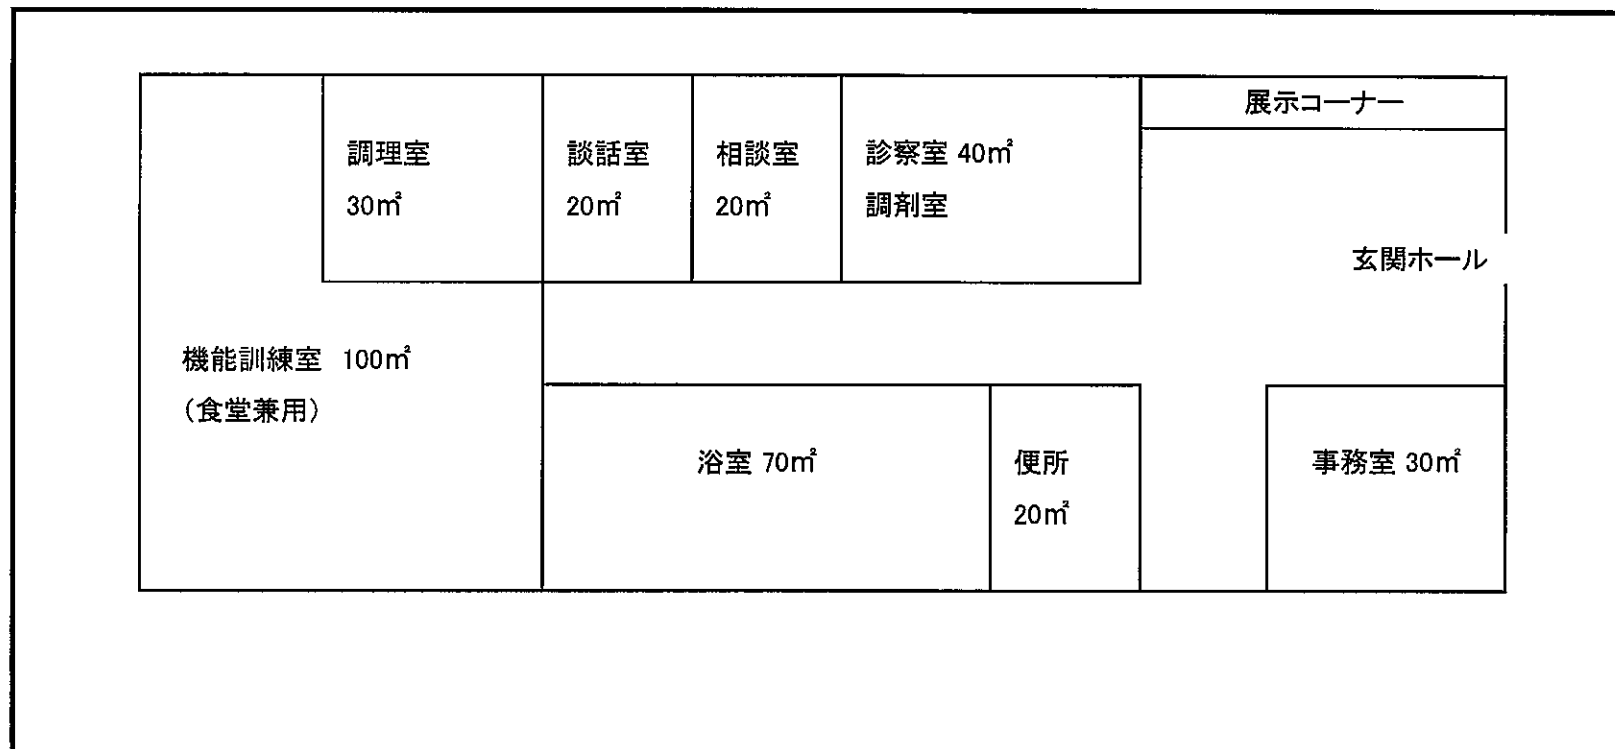 展示コーナー
調理室
30㎡
談話室
20㎡
相談室
20㎡
診察室 40㎡
調剤室
玄関ホール
機能訓練室 100㎡
（食堂兼用）
浴室 70㎡
便所
20㎡
事務室 30㎡